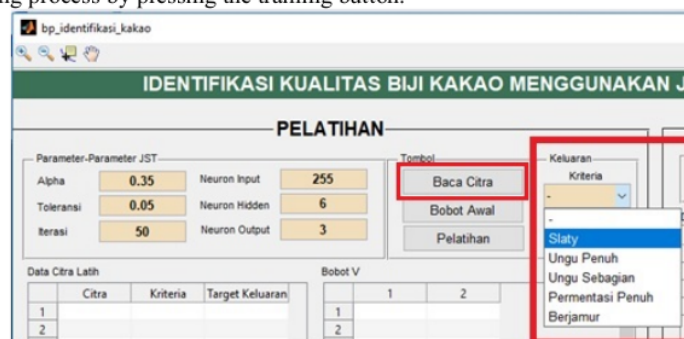 ing process by pressing the training button.
bp_identifikasi_kakao
IDENTIFIKASI KUALITAS BIJI KAKAO MENGGUNAKAN J
PELATIHAN
Parameter-Parameter JST
Alpha 0.35 Neuron Input 255
Toleransi 0.05 Neuron Hidden 6
Iterasi 50 Neuron Output 3
Tombol
Baca Citra
Bobot Awal
Pelatihan
Keluaran
Kriteria
-
-
Slaty
Ungu Penuh
Ungu Sebagian
Permentasi Penuh
Berjamur
Data Citra Latih
Citra Kriteria Target Keluaran
1
2
Bobot V
1 2
1
2